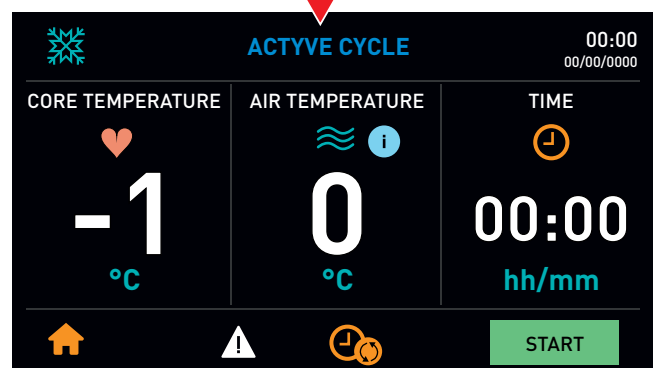 ACTYVE CYCLE
00:00
00/00/0000
CORE TEMPERATURE
AIR TEMPERATURE
TIME
i
-1
0
00:00
°C
°C
hh/mm
!
START